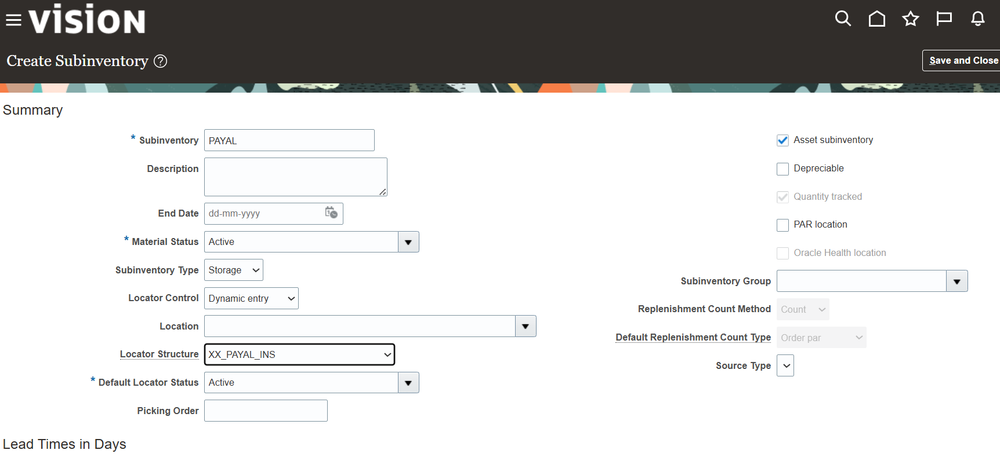 VISION
Create Subinventory ?
Save and Close
Summary
* Subinventory PAYAL
Description
End Date dd-mm-yyyy
* Material Status Active
Subinventory Type Storage
Locator Control Dynamic entry
Location
Locator Structure XX_PAYAL_INS
* Default Locator Status Active
Picking Order
Asset subinventory
Depreciable
Quantity tracked
PAR location
Oracle Health location
Subinventory Group
Replenishment Count Method Count
Default Replenishment Count Type Order par
Source Type
Lead Times in Days